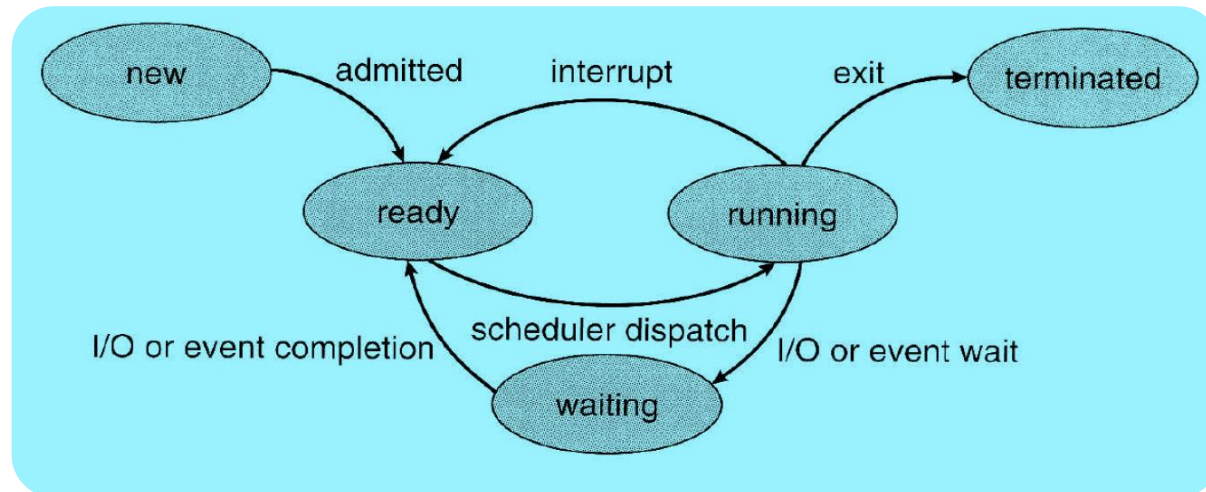 new
admitted
interrupt
exit
terminated
ready
running
I/O or event completion
scheduler dispatch
I/O or event wait
waiting